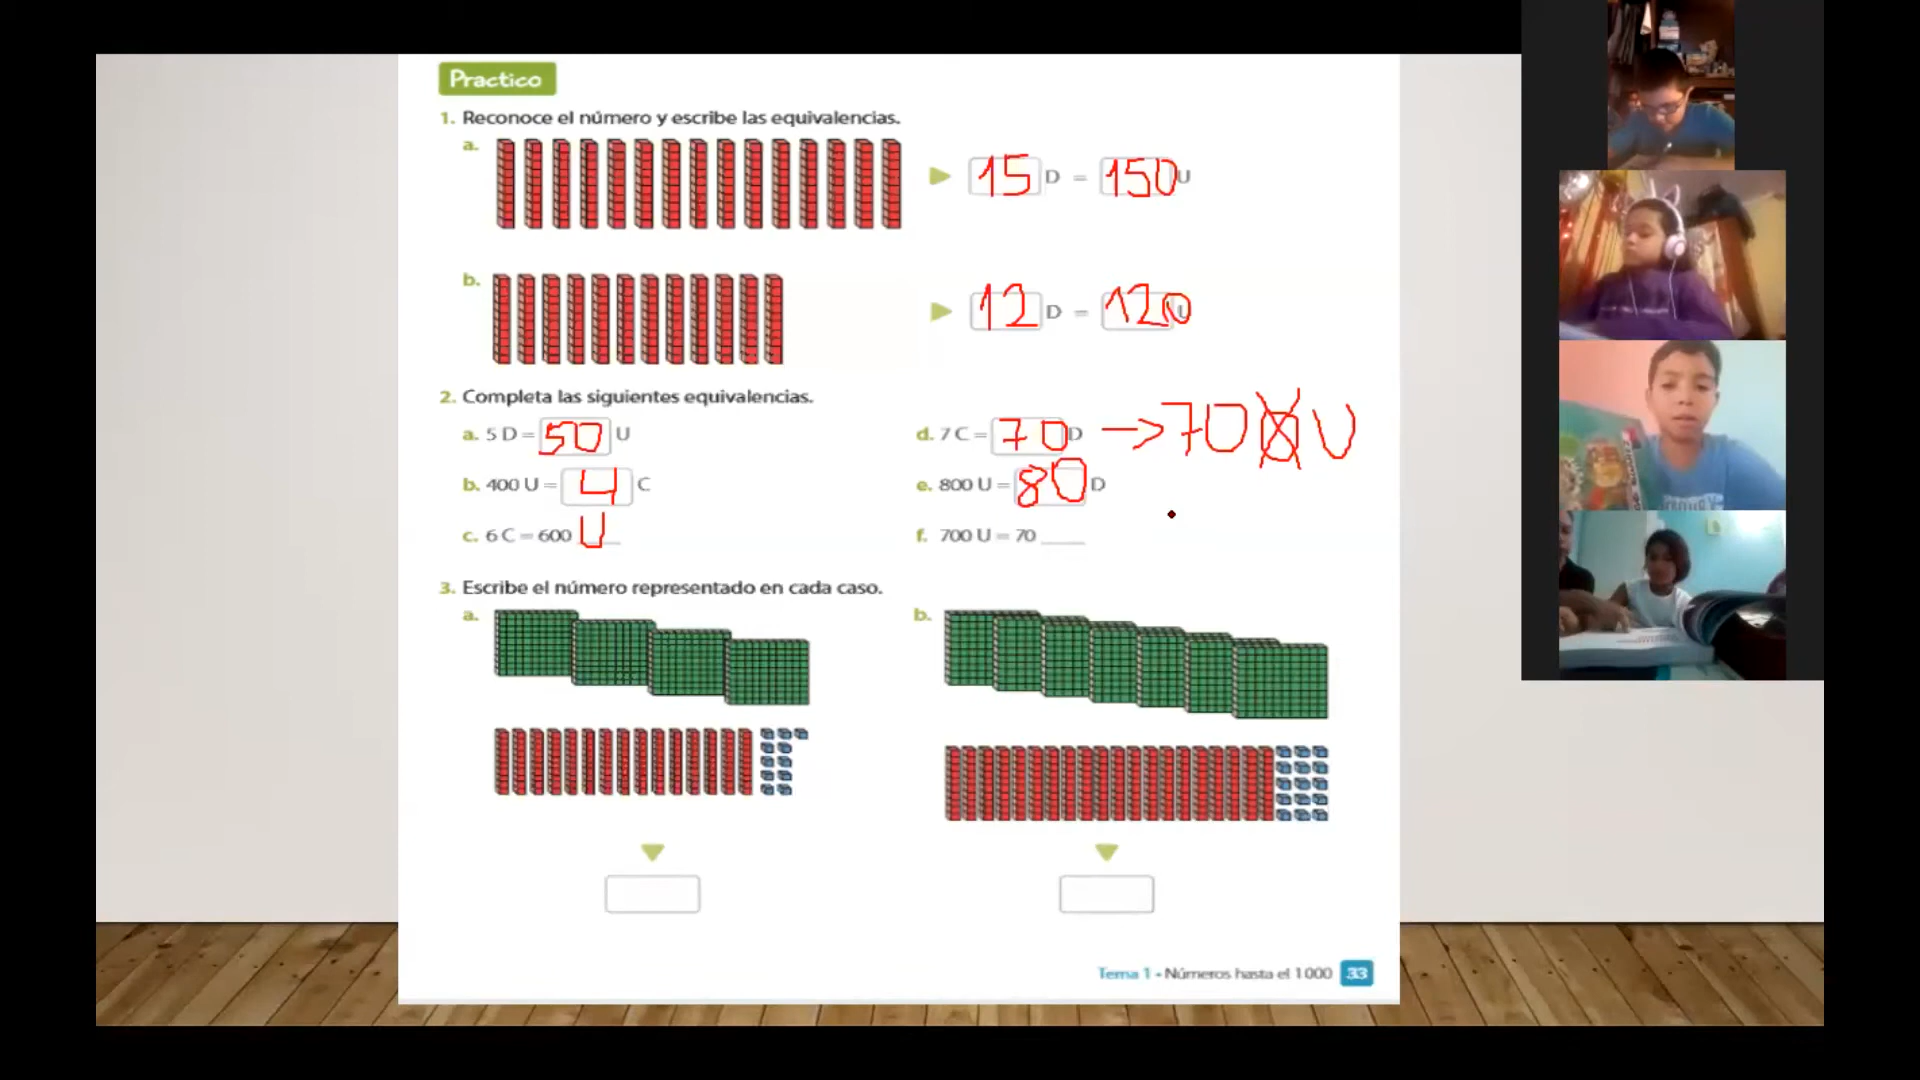 Practico
1. Reconoce el número y escribe las equivalencias.
a. 15 D = 150 U
b. 12 D = 120 U
2. Completa las siguientes equivalencias.
a. 5 D = 50 U
d. 7 C = 70 D → 70 U
b. 400 U = 4 C
e. 800 U = 80 D
c. 6 C = 600 U
f. 700 U = 70 ____
3. Escribe el número representado en cada caso.
a.
b.
Tema 1 • Números hasta el 1 000 33